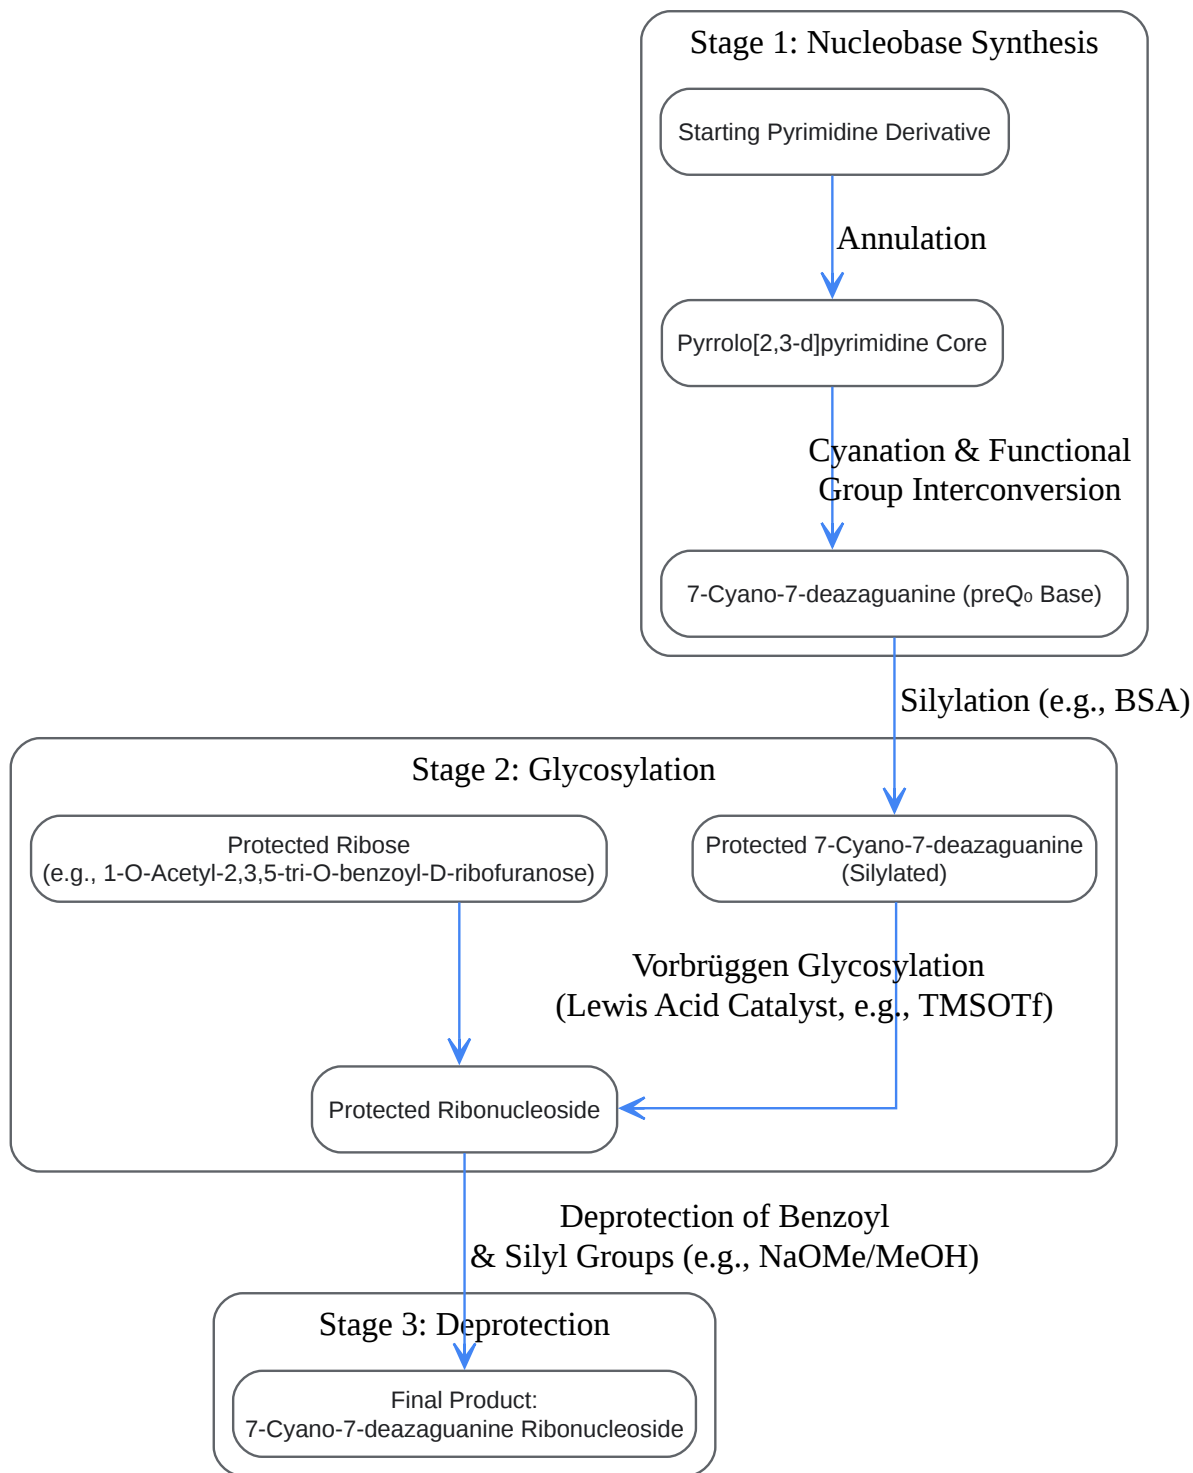 Stage 1: Nucleobase Synthesis
Starting Pyrimidine Derivative
Annulation
Pyrrolo[2,3-d]pyrimidine Core
Cyanation & Functional
Group Interconversion
7-Cyano-7-deazaguanine (preQ₀ Base)
Silylation (e.g., BSA)
Stage 2: Glycosylation
Protected Ribose
(e.g., 1-O-Acetyl-2,3,5-tri-O-benzoyl-D-ribofuranose)
Protected 7-Cyano-7-deazaguanine
(Silylated)
Vorbrüggen Glycosylation
(Lewis Acid Catalyst, e.g., TMSOTf)
Protected Ribonucleoside
Deprotection of Benzoyl
& Silyl Groups (e.g., NaOMe/MeOH)
Stage 3: Deprotection
Final Product:
7-Cyano-7-deazaguanine Ribonucleoside